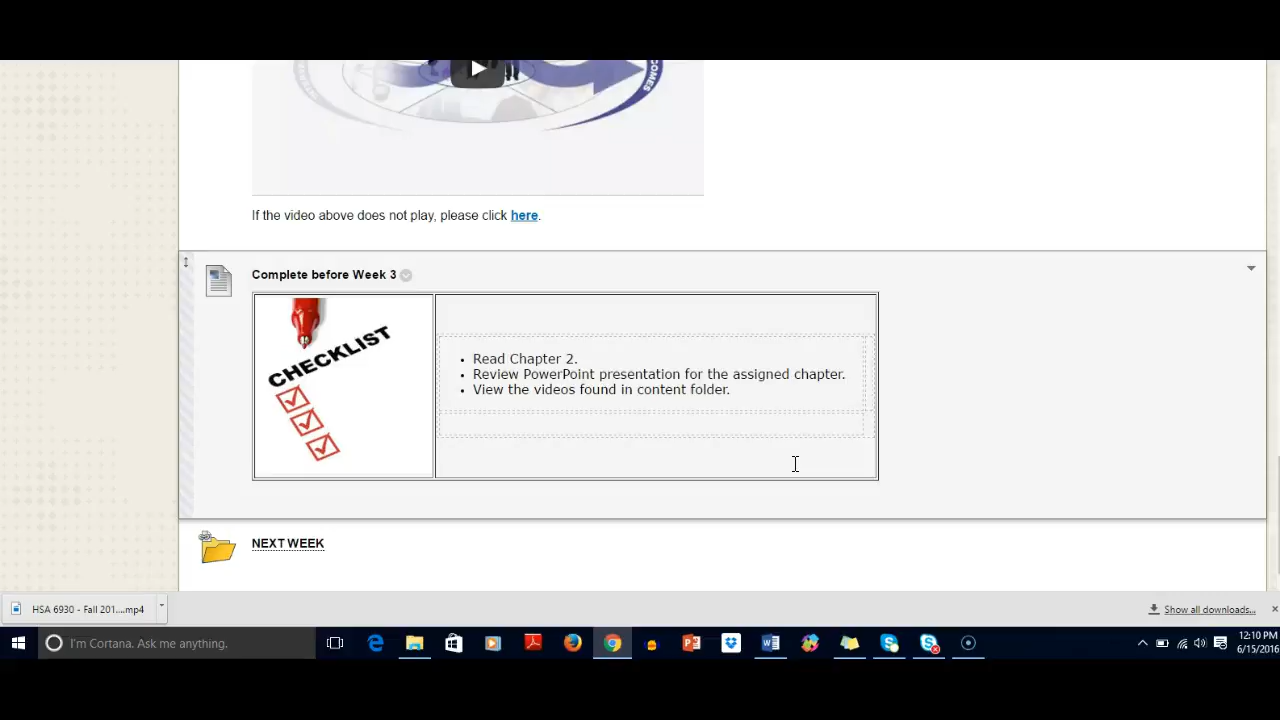 COMES
If the video above does not play, please click here.
Complete before Week 3
CHECKLIST
Read Chapter 2.
Review PowerPoint presentation for the assigned chapter.
View the videos found in content folder.
NEXT WEEK
HSA 6930 - Fall 201....mp4
Show all downloads...
I'm Cortana. Ask me anything.
12:10 PM
6/15/2016